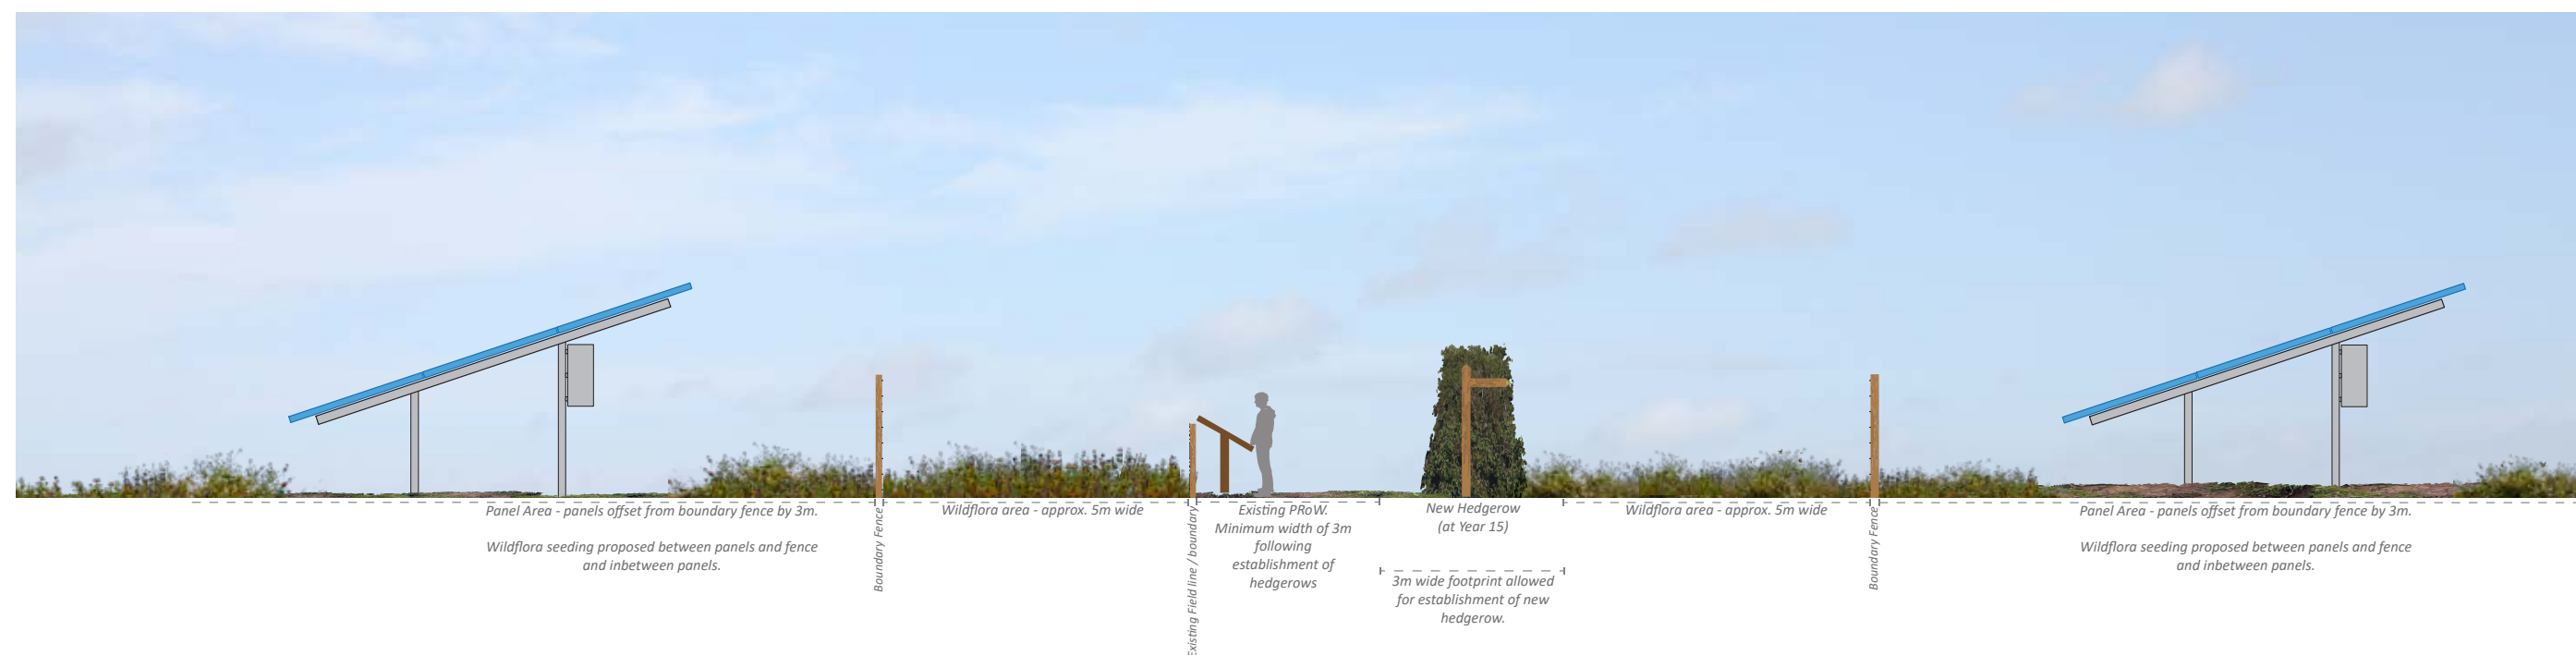 Panel Area - panels offset from boundary fence by 3m.
Wildflora seeding proposed between panels and fence
and inbetween panels.
Boundary Fence
Wildflora area - approx. 5m wide
Existing Field line / boundary
Existing PRoW.
Minimum width of 3m
following
establishment of
hedgerows
New Hedgerow
(at Year 15)
3m wide footprint allowed
for establishment of new
hedgerow.
Wildflora area - approx. 5m wide
Boundary Fence
Panel Area - panels offset from boundary fence by 3m.
Wildflora seeding proposed between panels and fence
and inbetween panels.